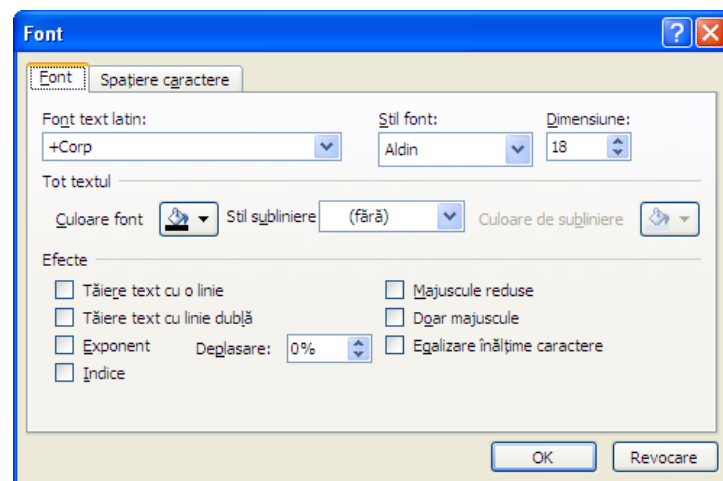 Font
Font Spațiere caractere
Font text latin: Stil font: Dimensiune:
+Corp Aldin 18
Tot textul
Culoare font Stil subliniere (fără) Culoare de subliniere
Efecte
Tăiere text cu o linie Majuscule reduse
Tăiere text cu linie dublă Doar majuscule
Exponent Deplasare: 0% Egalizare înălțime caractere
Indice
OK Revocare